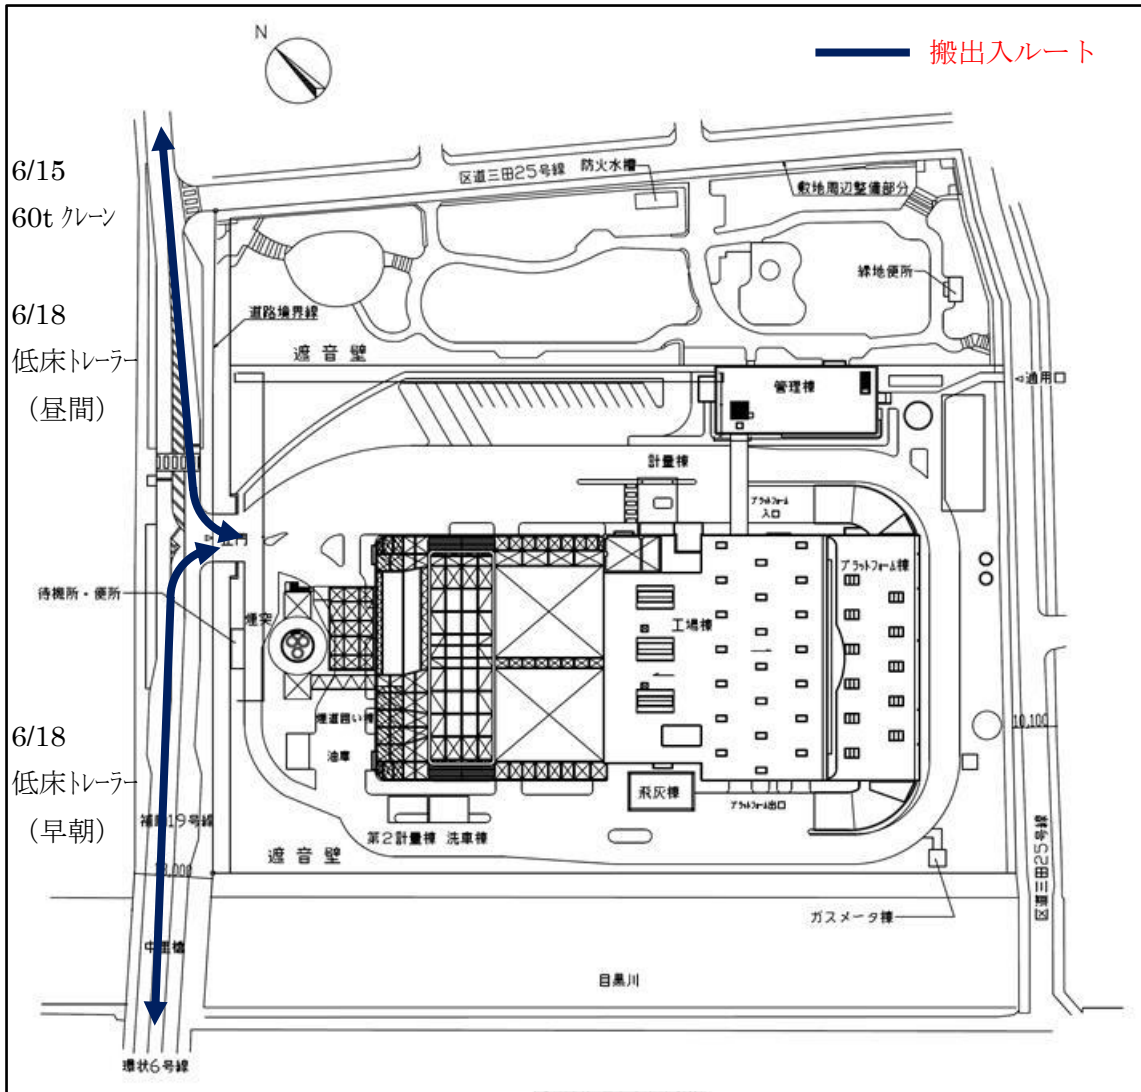 N
搬出入ルート
6/15
60t クレーン
区道三田25号線
防火水槽
敷地周辺整備部分
緑地便所
6/18
低床トレーラー
（昼間）
道路境界線
遮音壁
管理棟
通用口
計量棟
プラットフォーム
入口
正門
プラットフォーム棟
待機所・便所
煙突
工場棟
煙道囲い棟
油庫
10,100
6/18
低床トレーラー
（早朝）
飛灰棟
プラットフォーム出口
補助19号線
第2計量棟
洗車棟
遮音壁
区道三田25号線
ガスメータ棟
目黒川
環状6号線